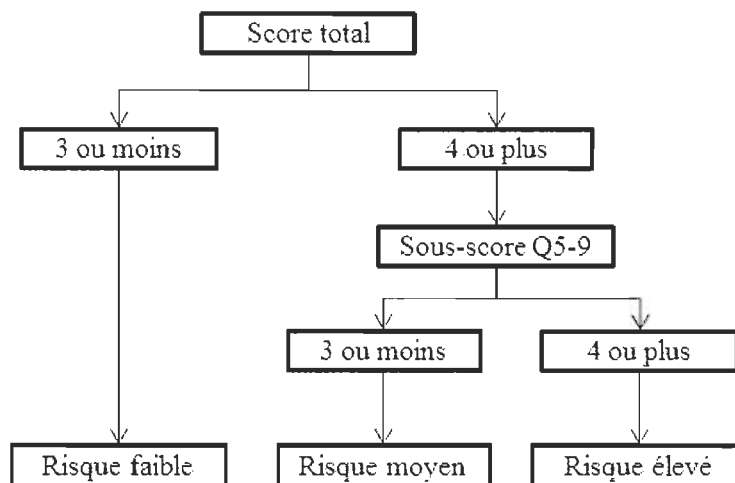 Score total
3 ou moins
4 ou plus
Sous-score Q5-9
3 ou moins
4 ou plus
Risque faible
Risque moyen
Risque élevé